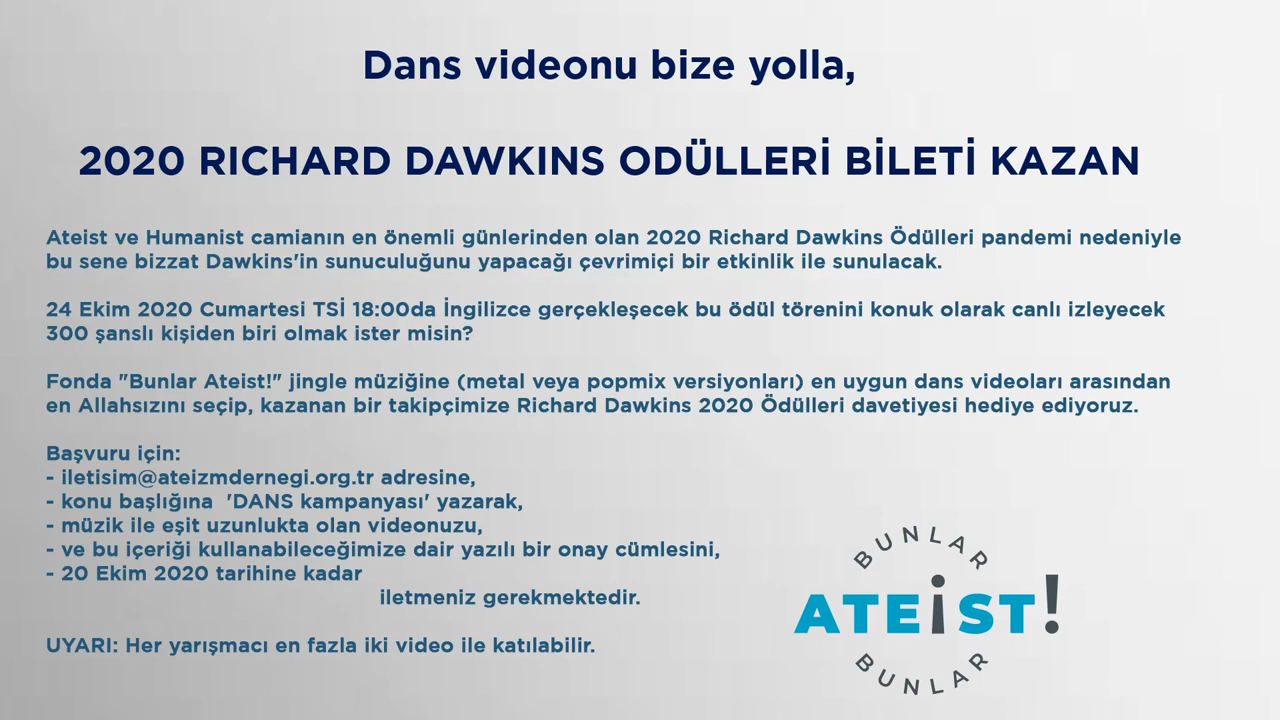 Dans videonu bize yolla,
2020 RICHARD DAWKINS ODÜLLERİ BİLETİ KAZAN
Ateist ve Humanist camianın en önemli günlerinden olan 2020 Richard Dawkins Ödülleri pandemi nedeniyle
bu sene bizzat Dawkins'in sunuculuğunu yapacağı çevrimiçi bir etkinlik ile sunulacak.
24 Ekim 2020 Cumartesi TSİ 18:00da İngilizce gerçekleşecek bu ödül törenini konuk olarak canlı izleyecek
300 şanslı kişiden biri olmak ister misin?
Fonda "Bunlar Ateist!" jingle müziğine (metal veya popmix versiyonları) en uygun dans videoları arasından
en Allahsızını seçip, kazanan bir takipçimize Richard Dawkins 2020 Ödülleri davetiyesi hediye ediyoruz.
Başvuru için:
- iletisim@ateizmdernegi.org.tr adresine,
- konu başlığına 'DANS kampanyası' yazarak,
- müzik ile eşit uzunlukta olan videonuzu,
- ve bu içeriği kullanabileceğimize dair yazılı bir onay cümlesini,
- 20 Ekim 2020 tarihine kadar
iletmeniz gerekmektedir.
UYARI: Her yarışmacı en fazla iki video ile katılabilir.
BUNLAR
ATEİST!
BUNLAR